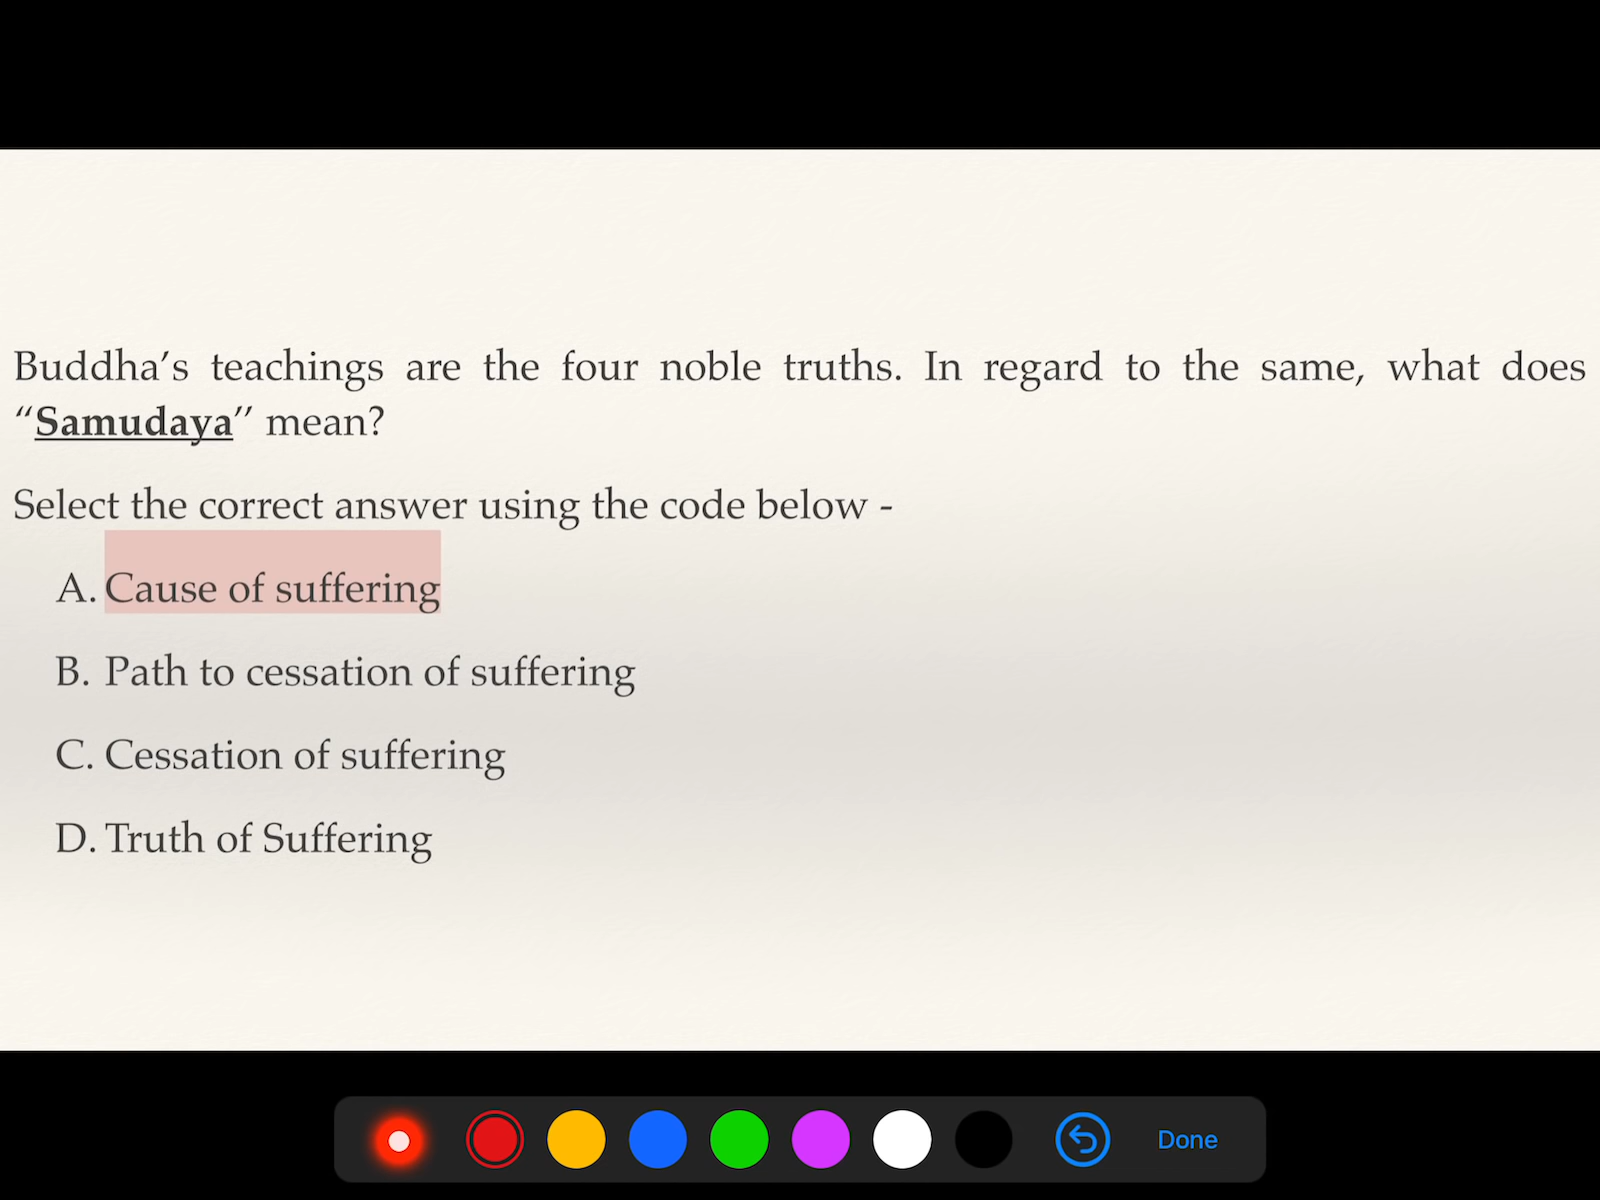 Buddha’s teachings are the four noble truths. In regard to the same, what does
“Samudaya” mean?
Select the correct answer using the code below -
A. Cause of suffering
B. Path to cessation of suffering
C. Cessation of suffering
D. Truth of Suffering
Done